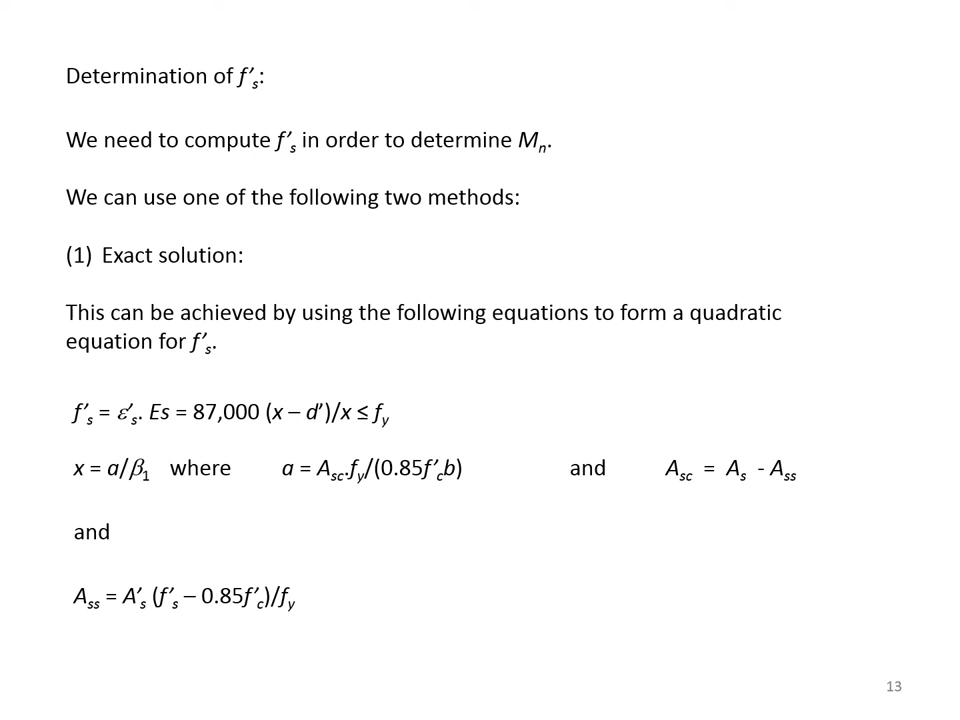 Determination of f’s:
We need to compute f’s in order to determine Mn.
We can use one of the following two methods:
(1) Exact solution:
This can be achieved by using the following equations to form a quadratic
equation for f’s.
f’s = ε’s. Es = 87,000 (x – d’)/x ≤ fy
x = a/β1 where a = Asc.fy/(0.85f’cb) and Asc = As - Ass
and
Ass = A’s (f’s – 0.85f’c)/fy
13